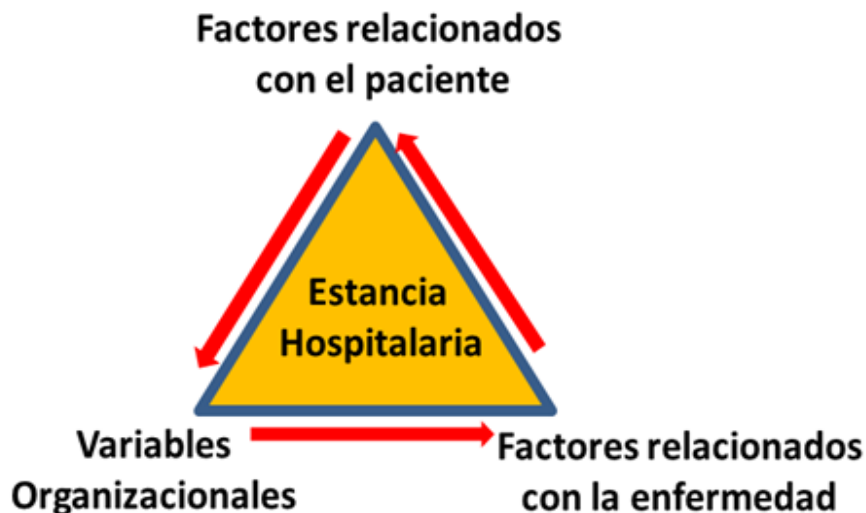 Factores relacionados
con el paciente
Estancia
Hospitalaria
Variables
Organizacionales
Factores relacionados
con la enfermedad